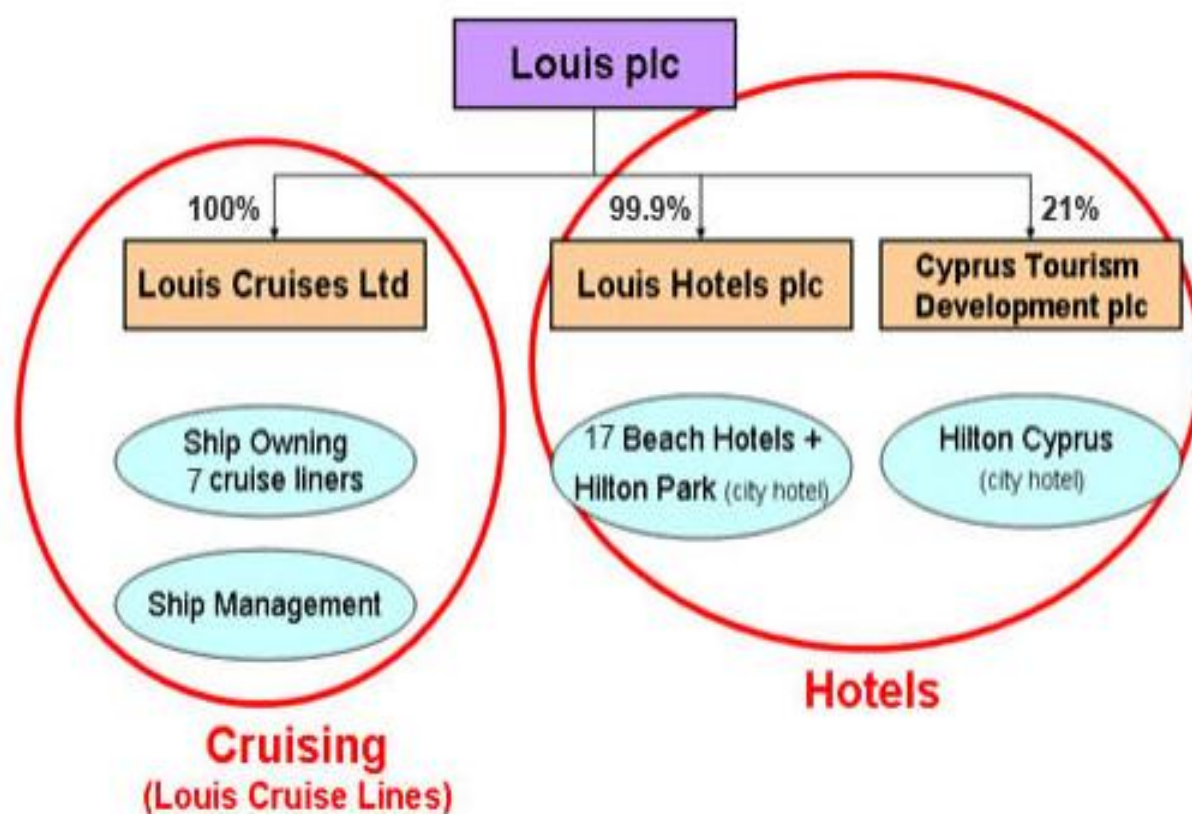 Louis plc
100%
99.9%
21%
Louis Cruises Ltd
Louis Hotels plc
Cyprus Tourism
Development plc
Ship Owning
7 cruise liners
17 Beach Hotels +
Hilton Park (city hotel)
Hilton Cyprus
(city hotel)
Ship Management
Hotels
Cruising
(Louis Cruise Lines)